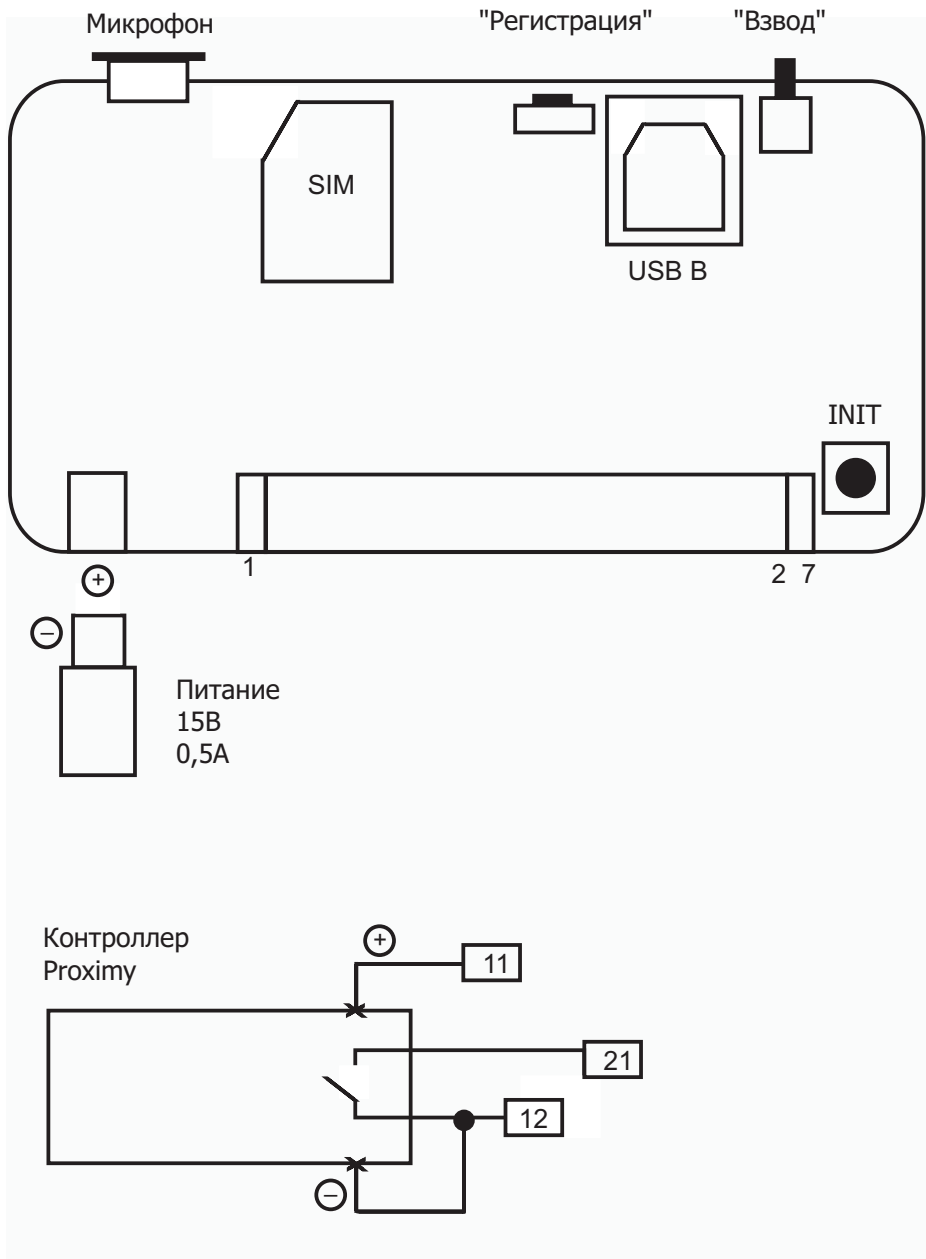 Микрофон
"Регистрация"
"Взвод"
SIM
USB B
INIT
1
2 7
+
−
Питание
15В
0,5А
Контроллер
Proximy
+
11
21
12
−